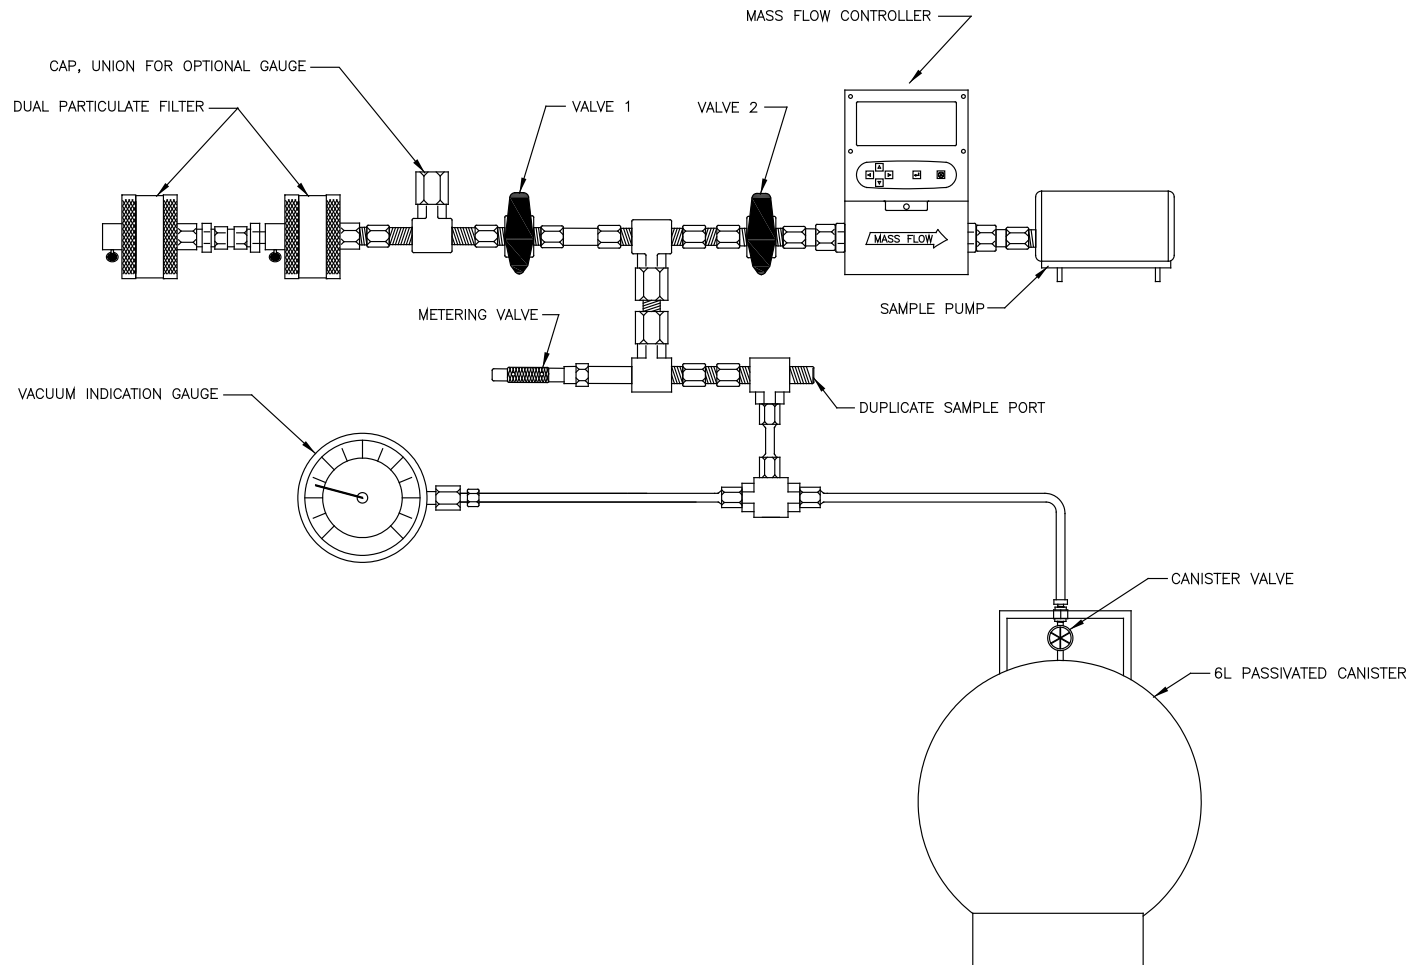 MASS FLOW CONTROLLER
CAP, UNION FOR OPTIONAL GAUGE
DUAL PARTICULATE FILTER
VALVE 1
VALVE 2
MASS FLOW
SAMPLE PUMP
METERING VALVE
VACUUM INDICATION GAUGE
DUPLICATE SAMPLE PORT
CANISTER VALVE
6L PASSIVATED CANISTER